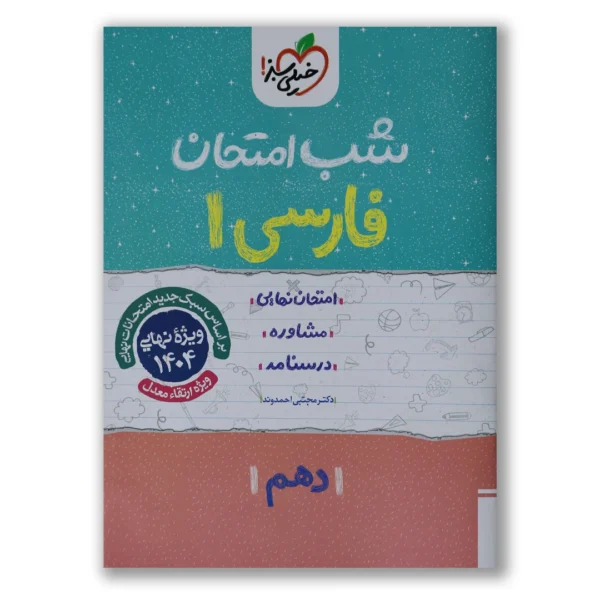 خیلی سبز!
شب امتحان
فارسی ۱
امتحان نهایی
مشاوره
درسنامه
دکتر مجتبی احمدوند
بر اساس سبک جدید امتحانات نهایی
ویژهٔ نهایی
۱۴۰۴
ویژه ارتقاء معدل
دهم